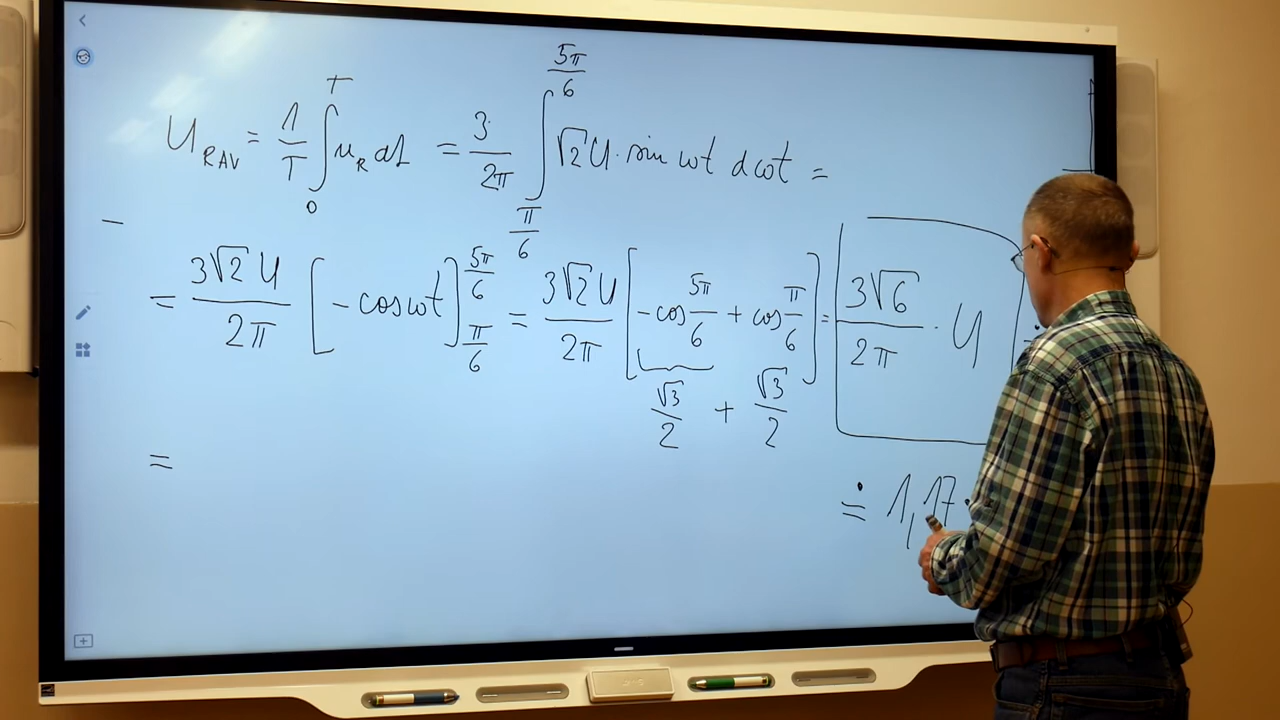 U_RAV = 1/T ∫_0^T u_R dt = 3/2π ∫_{π/6}^{5π/6} √2 U · sin ωt dωt =
= 3√2 U/2π [-cos ωt]_{π/6}^{5π/6} = 3√2 U/2π [-cos 5π/6 + cos π/6] = 3√6/2π · U
√3/2 + √3/2
=
≐ 1,17 ·